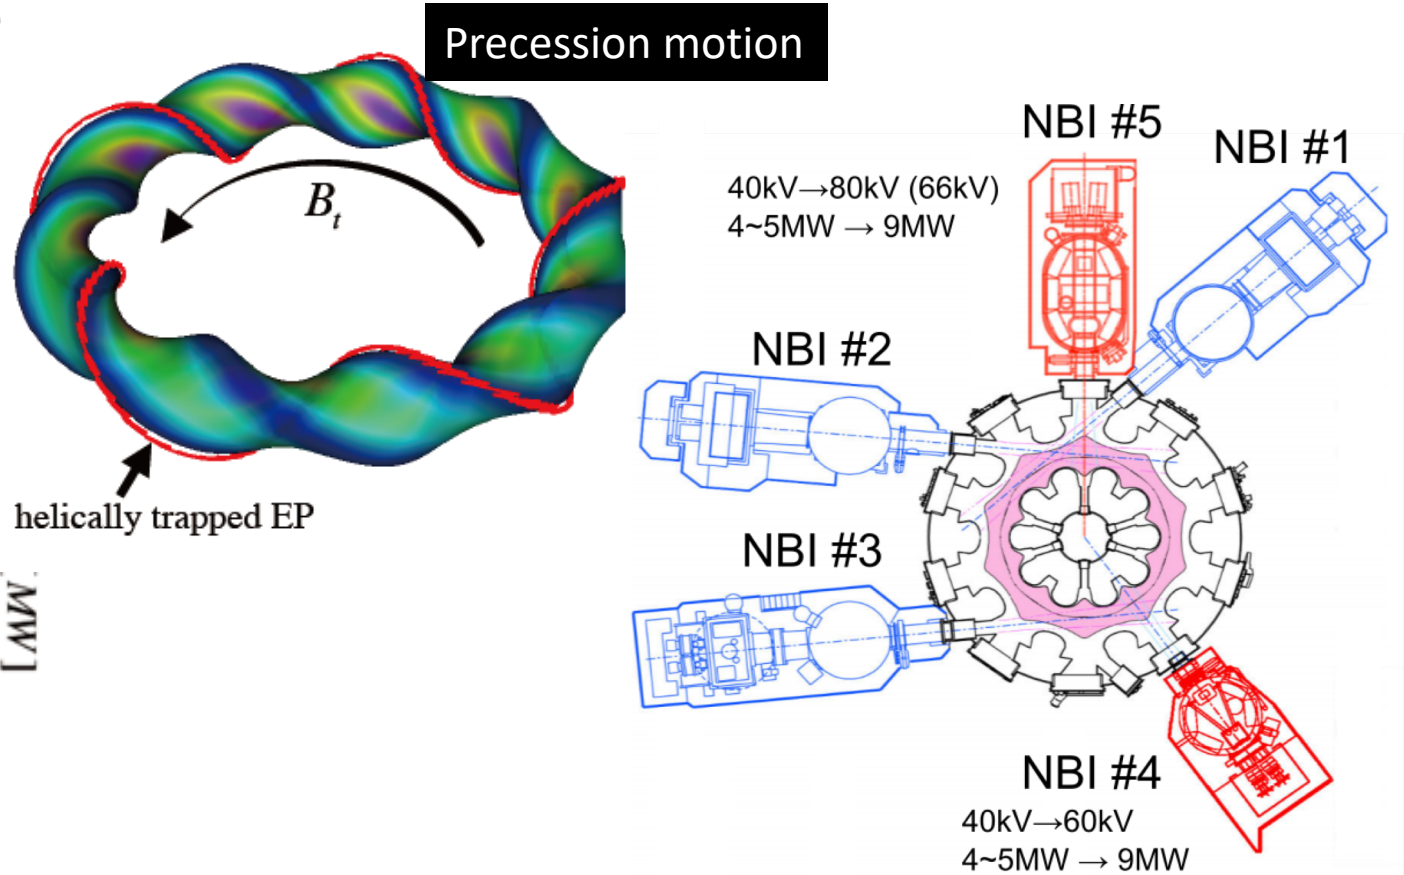 Precession motion
B_t
helically trapped EP
MW]
NBI #5
NBI #1
40kV→80kV (66kV)
4~5MW → 9MW
NBI #2
NBI #3
NBI #4
40kV→60kV
4~5MW → 9MW